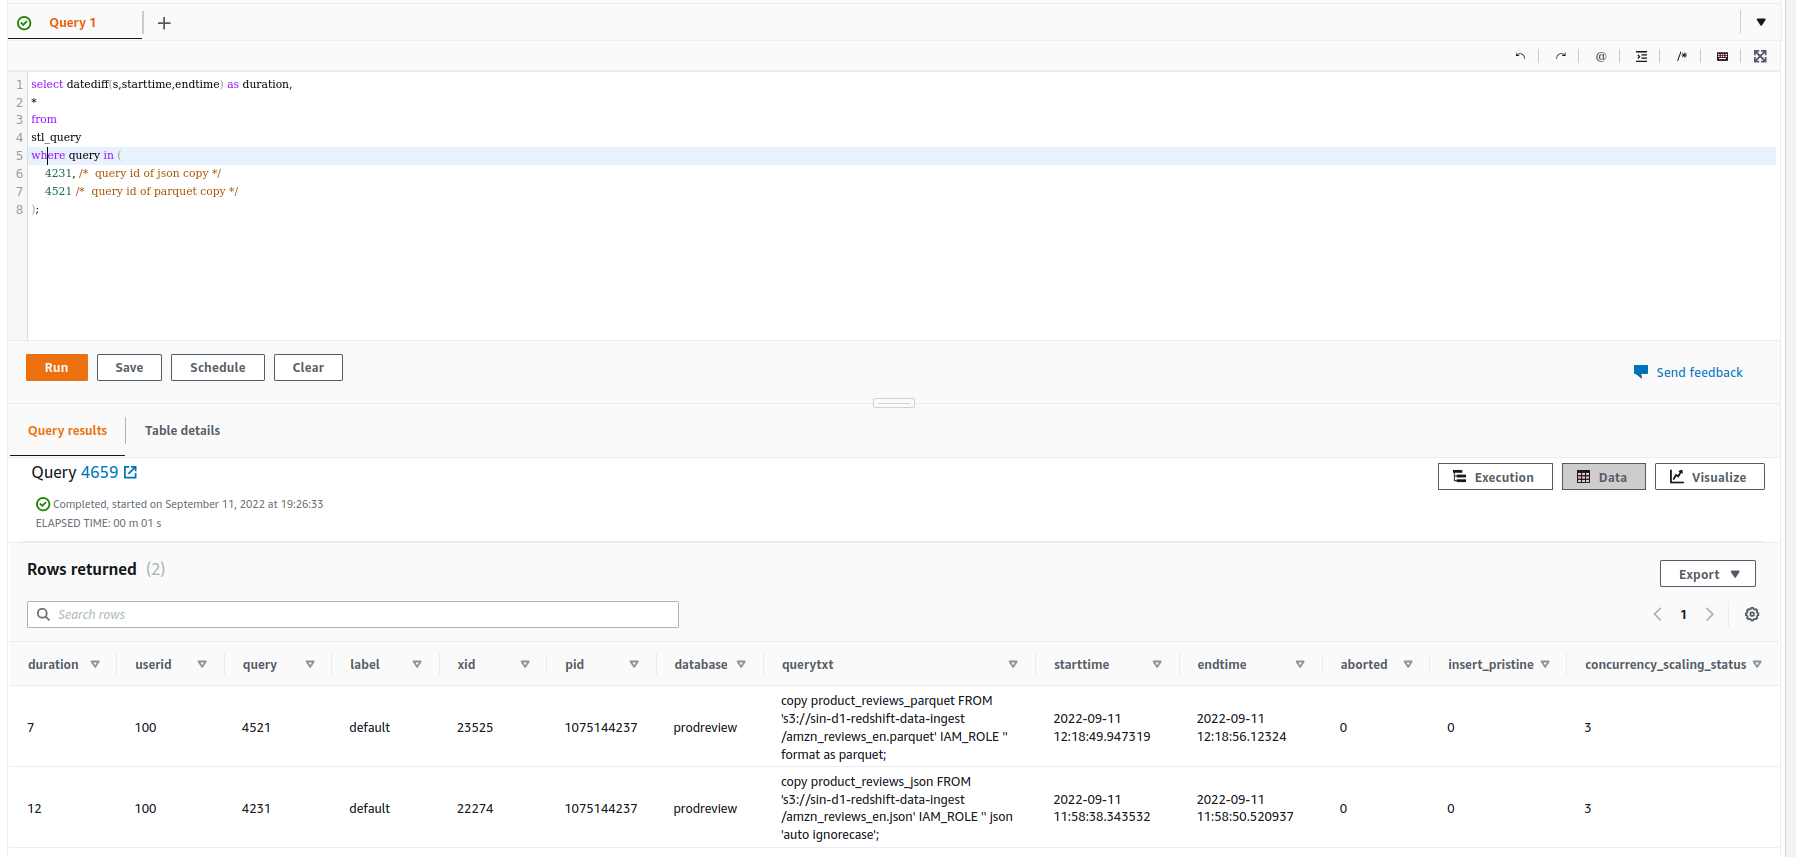 Query 1
@
/*
1 select datediff(s,starttime,endtime) as duration,
2 *
3 from
4 stl_query
5 where query in (
6 4231, /* query id of json copy */
7 4521 /* query id of parquet copy */
8 );
Run Save Schedule Clear
Send feedback
Query results Table details
Query 4659
Execution Data Visualize
Completed, started on September 11, 2022 at 19:26:33
ELAPSED TIME: 00 m 01 s
Rows returned (2)
Export
Search rows
1
duration userid query label xid pid database querytxt starttime endtime aborted insert_pristine concurrency_scaling_status
7 100 4521 default 23525 1075144237 prodreview
copy product_reviews_parquet FROM
's3://sin-d1-redshift-data-ingest
/amzn_reviews_en.parquet' IAM_ROLE ''
format as parquet;
2022-09-11
12:18:49.947319
2022-09-11
12:18:56.12324
0 0 3
12 100 4231 default 22274 1075144237 prodreview
copy product_reviews_json FROM
's3://sin-d1-redshift-data-ingest
/amzn_reviews_en.json' IAM_ROLE '' json
'auto ignorecase';
2022-09-11
11:58:38.343532
2022-09-11
11:58:50.520937
0 0 3